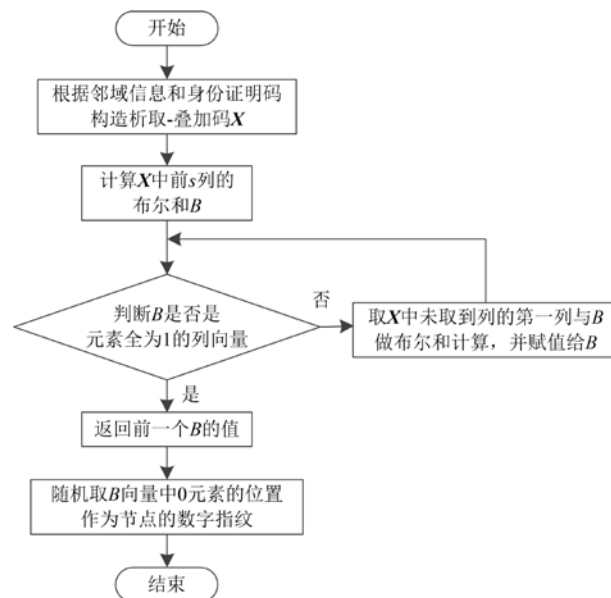 开始
根据邻域信息和身份证明码
构造析取-叠加码X
计算X中前s列的
布尔和B
判断B是否是
元素全为1的列向量
否
取X中未取到列的第一列与B
做布尔和计算，并赋值给B
是
返回前一个B的值
随机取B向量中0元素的位置
作为节点的数字指纹
结束